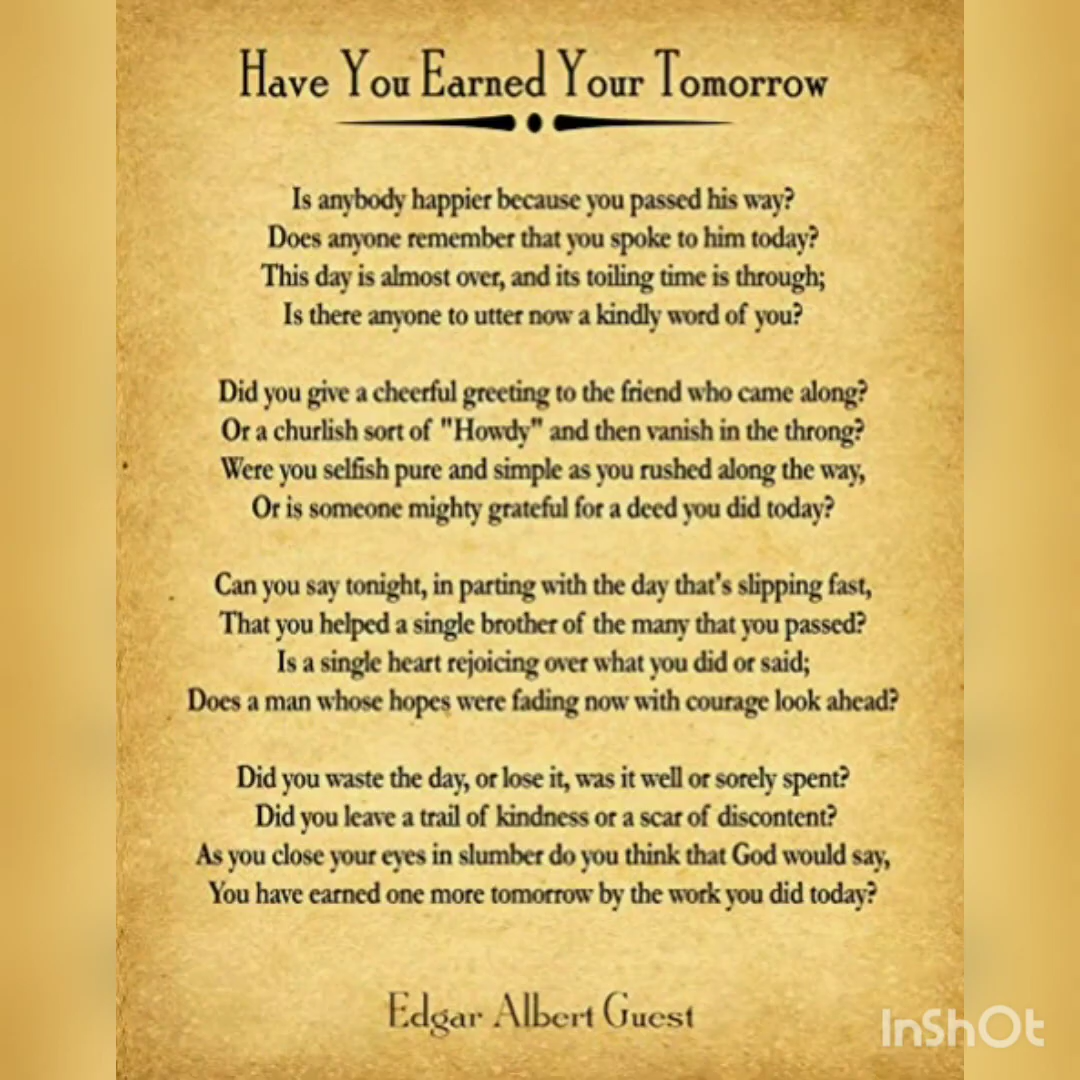 Have You Earned Your Tomorrow
Is anybody happier because you passed his way?
Does anyone remember that you spoke to him today?
This day is almost over, and its toiling time is through;
Is there anyone to utter now a kindly word of you?
Did you give a cheerful greeting to the friend who came along?
Or a churlish sort of "Howdy" and then vanish in the throng?
Were you selfish pure and simple as you rushed along the way,
Or is someone mighty grateful for a deed you did today?
Can you say tonight, in parting with the day that's slipping fast,
That you helped a single brother of the many that you passed?
Is a single heart rejoicing over what you did or said;
Does a man whose hopes were fading now with courage look ahead?
Did you waste the day, or lose it, was it well or sorely spent?
Did you leave a trail of kindness or a scar of discontent?
As you close your eyes in slumber do you think that God would say,
You have earned one more tomorrow by the work you did today?
Edgar Albert Guest
InShOt